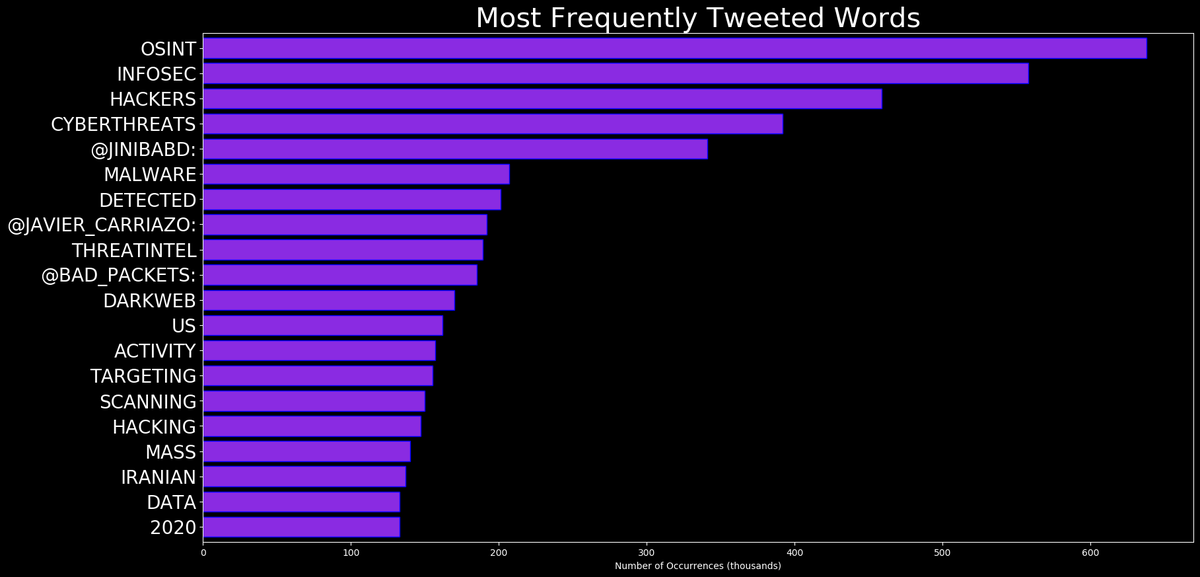 Most Frequently Tweeted Words
OSINT
INFOSEC
HACKERS
CYBERTHREATS
@JINIBABD:
MALWARE
DETECTED
@JAVIER_CARRIAZO:
THREATINTEL
@BAD_PACKETS:
DARKWEB
US
ACTIVITY
TARGETING
SCANNING
HACKING
MASS
IRANIAN
DATA
2020
0 100 200 300 400 500 600
Number of Occurrences (thousands)